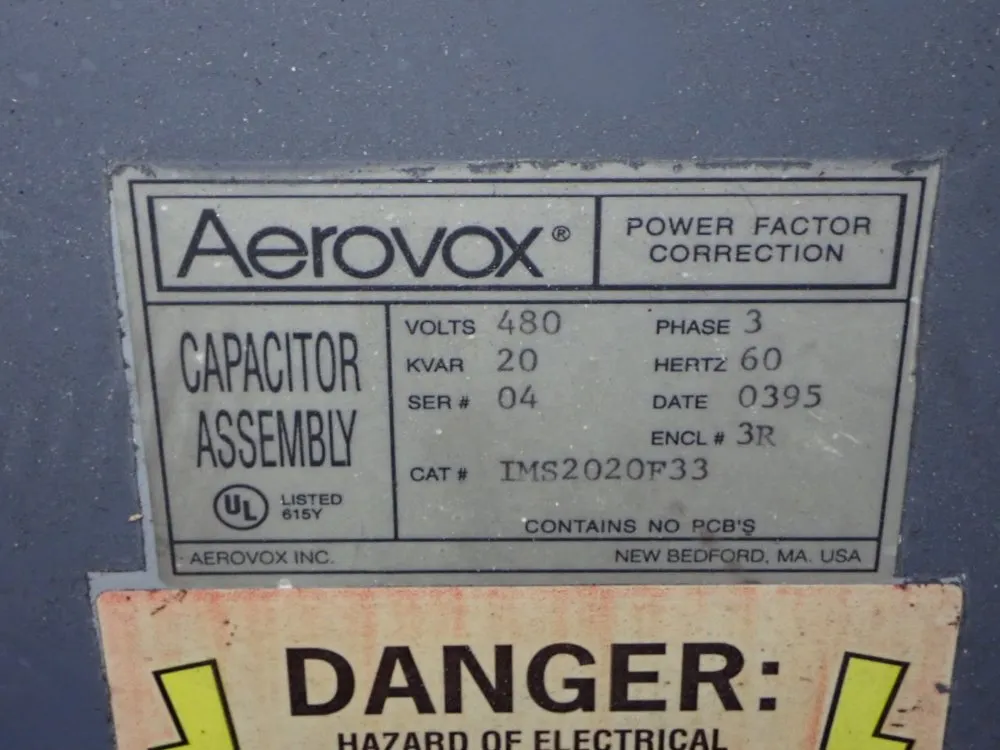 Aerovox®
POWER FACTOR
CORRECTION
CAPACITOR
ASSEMBLY
UL LISTED
615Y
VOLTS 480 PHASE 3
KVAR 20 HERTZ 60
SER # 04 DATE 0395
ENCL # 3R
CAT # IMS2020F33
CONTAINS NO PCB'S
AEROVOX INC. NEW BEDFORD, MA. USA
DANGER:
HAZARD OF ELECTRICAL